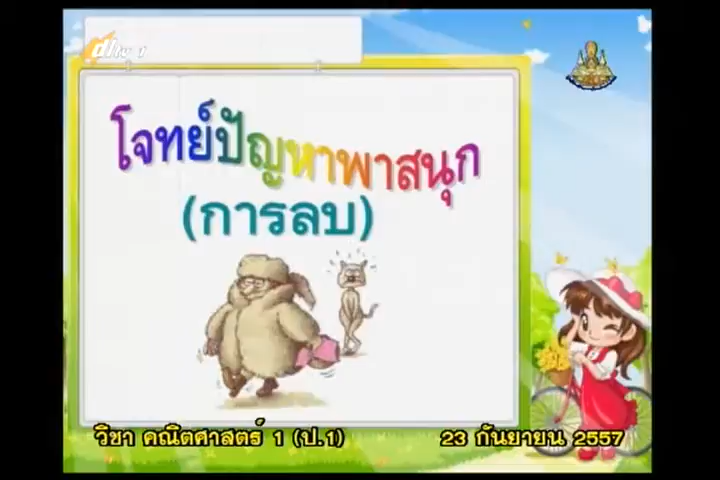 โจทย์ปัญหาพาสนุก
(การลบ)
วิชา คณิตศาสตร์ 1 (ป.1)
23 กันยายน 2557